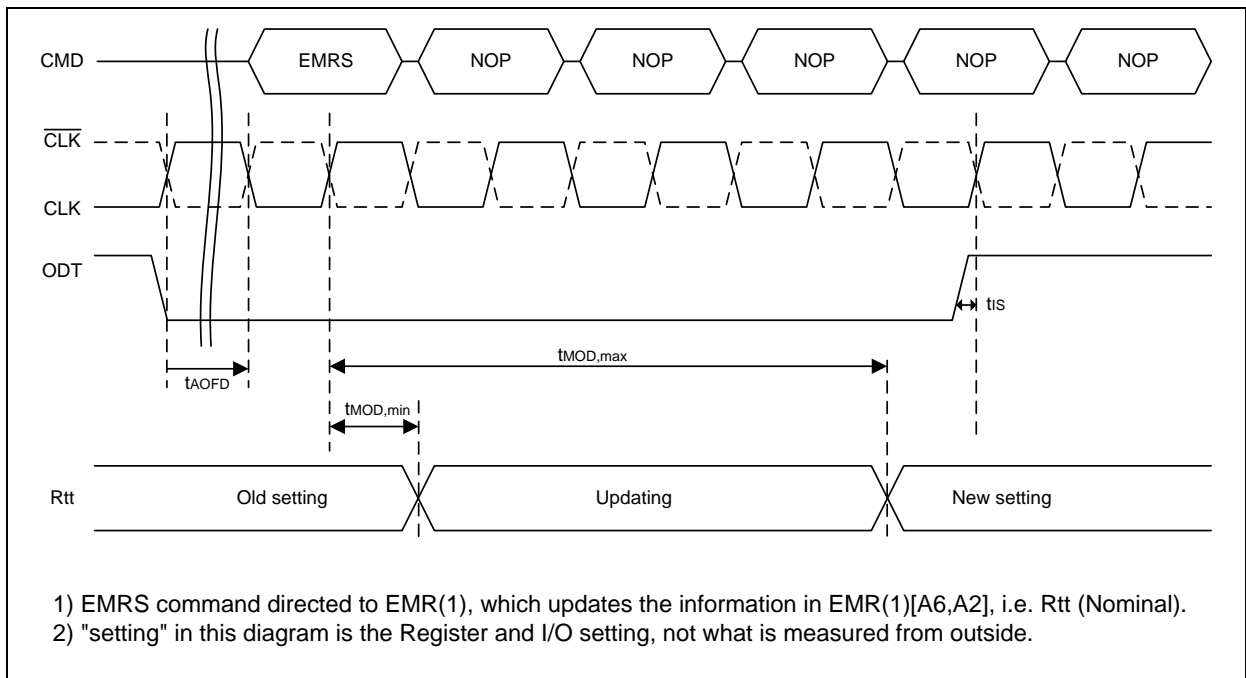 CMD EMRS NOP NOP NOP NOP NOP
CLK
CLK
ODT
tIS
tMOD,max
tAOFD
tMOD,min
Rtt Old setting Updating New setting
1) EMRS command directed to EMR(1), which updates the information in EMR(1)[A6,A2], i.e. Rtt (Nominal).
2) "setting" in this diagram is the Register and I/O setting, not what is measured from outside.